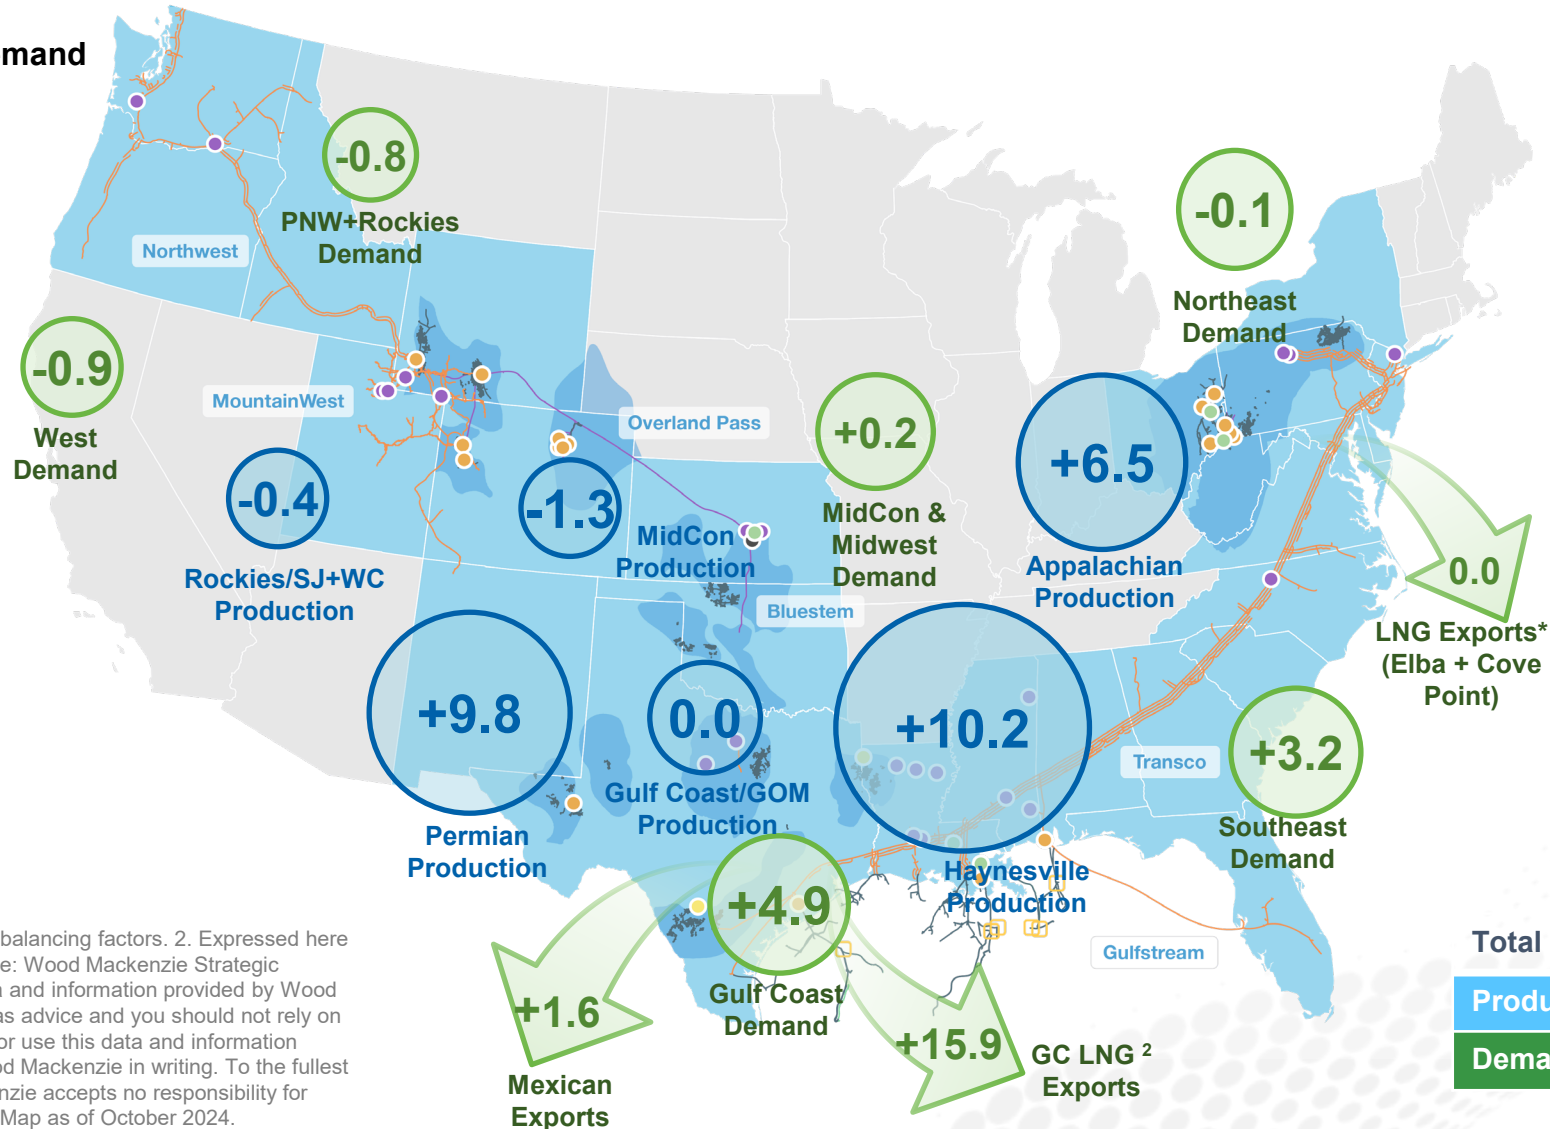 mand
-0.8
PNW+Rockies
Demand
Northwest
-0.1
Northeast
Demand
-0.9
West
Demand
MountainWest
Overland Pass
-0.4
Rockies/SJ+WC
Production
-1.3
MidCon
Production
+0.2
MidCon &
Midwest
Demand
+6.5
Appalachian
Production
0.0
LNG Exports*
(Elba + Cove
Point)
Bluestem
+9.8
Permian
Production
0.0
Gulf Coast/GOM
Production
+10.2
Haynesville
Production
Transco
+3.2
Southeast
Demand
+4.9
Gulf Coast
Demand
+1.6
Mexican
Exports
+15.9
GC LNG 2
Exports
Gulfstream
balancing factors. 2. Expressed here
e: Wood Mackenzie Strategic
a and information provided by Wood
as advice and you should not rely on
or use this data and information
od Mackenzie in writing. To the fullest
nzie accepts no responsibility for
Map as of October 2024.
Total
Produ
Dema